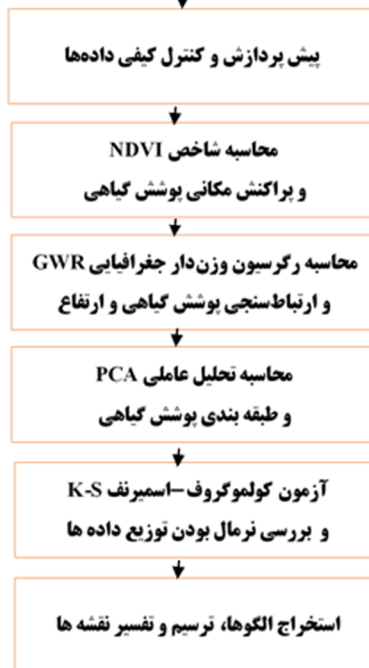 پیش پردازش و کنترل کیفی داده‌ها
محاسبه شاخص NDVI
و پراکنش مکانی پوشش گیاهی
محاسبه رگرسیون وزن‌دار جغرافیایی GWR
و ارتباط‌سنجی پوشش گیاهی و ارتفاع
محاسبه تحلیل عاملی PCA
و طبقه بندی پوشش گیاهی
آزمون کولموگروف–اسمیرنف K-S
و بررسی نرمال بودن توزیع داده ها
استخراج الگوها، ترسیم و تفسیر نقشه ها